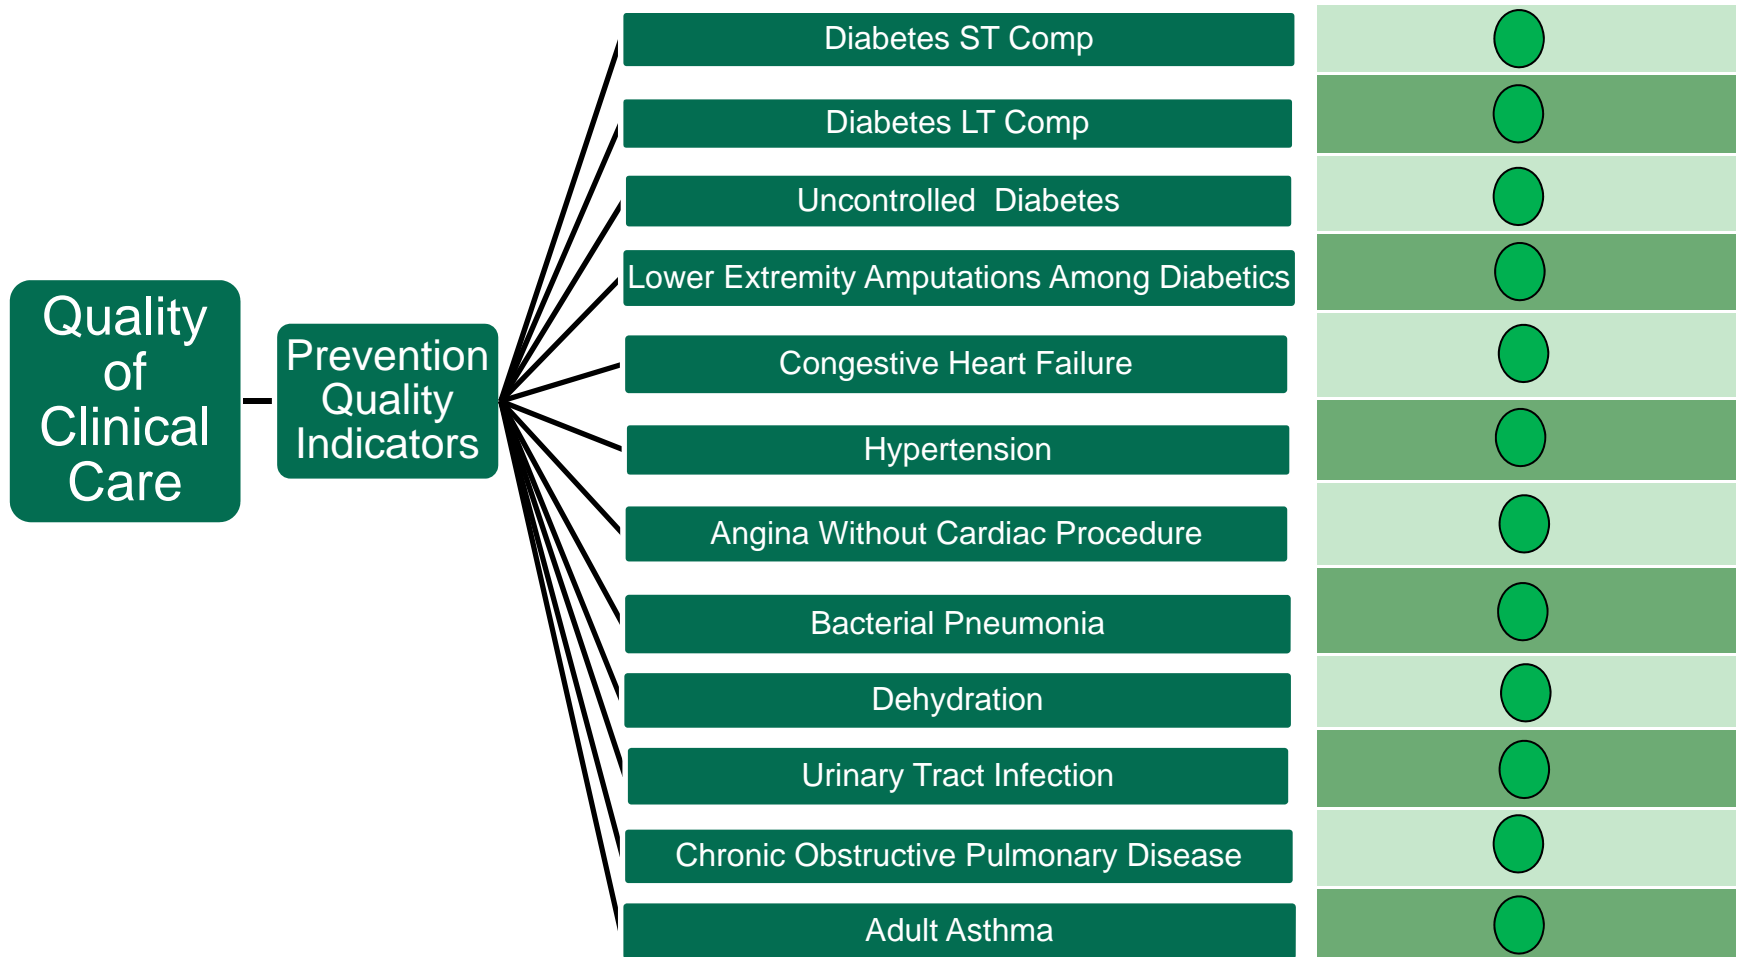 Quality
of
Clinical
Care
Prevention
Quality
Indicators
Diabetes ST Comp
Diabetes LT Comp
Uncontrolled  Diabetes
Lower Extremity Amputations Among Diabetics
Congestive Heart Failure
Hypertension
Angina Without Cardiac Procedure
Bacterial Pneumonia
Dehydration
Urinary Tract Infection
Chronic Obstructive Pulmonary Disease
Adult Asthma